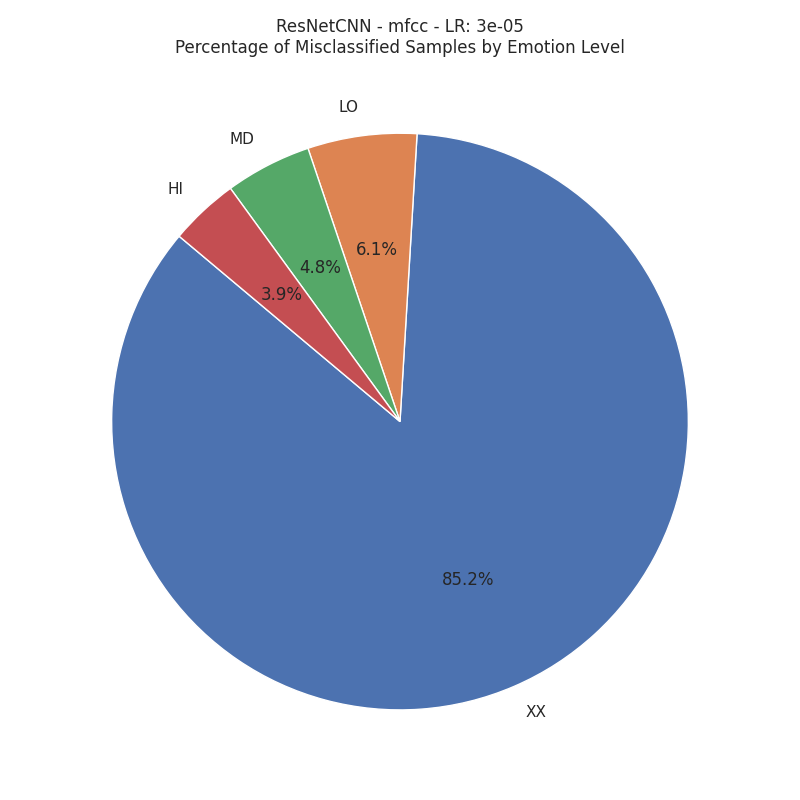 ResNetCNN - mfcc - LR: 3e-05
Percentage of Misclassified Samples by Emotion Level
LO
MD
HI
6.1%
4.8%
3.9%
85.2%
XX